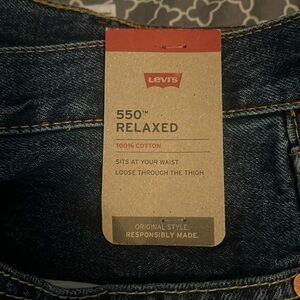 LEVI'S
550™
RELAXED
100% COTTON
SITS AT YOUR WAIST
LOOSE THROUGH THE THIGH
ORIGINAL STYLE.
RESPONSIBLY MADE.